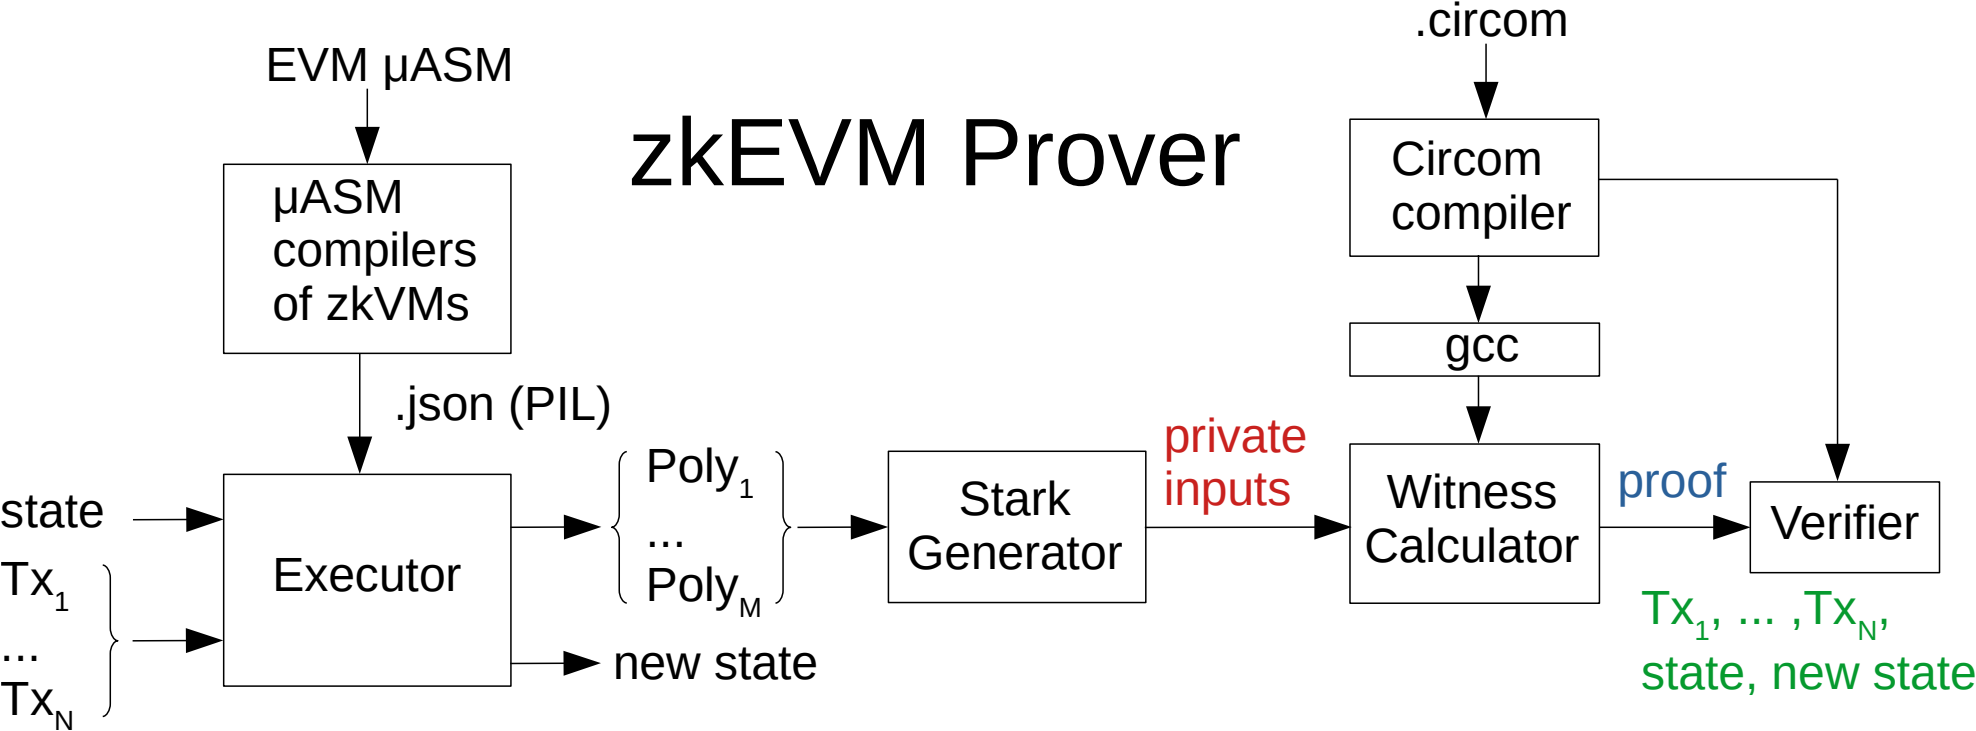 .circom
EVM μASM
zkEVM Prover
μASM
compilers
of zkVMs
Circom
compiler
gcc
.json (PIL)
state
Tx1
...
TxN
Executor
Poly1
...
PolyM
new state
Stark
Generator
private
inputs
Witness
Calculator
proof
Verifier
Tx1, ... ,TxN,
state, new state